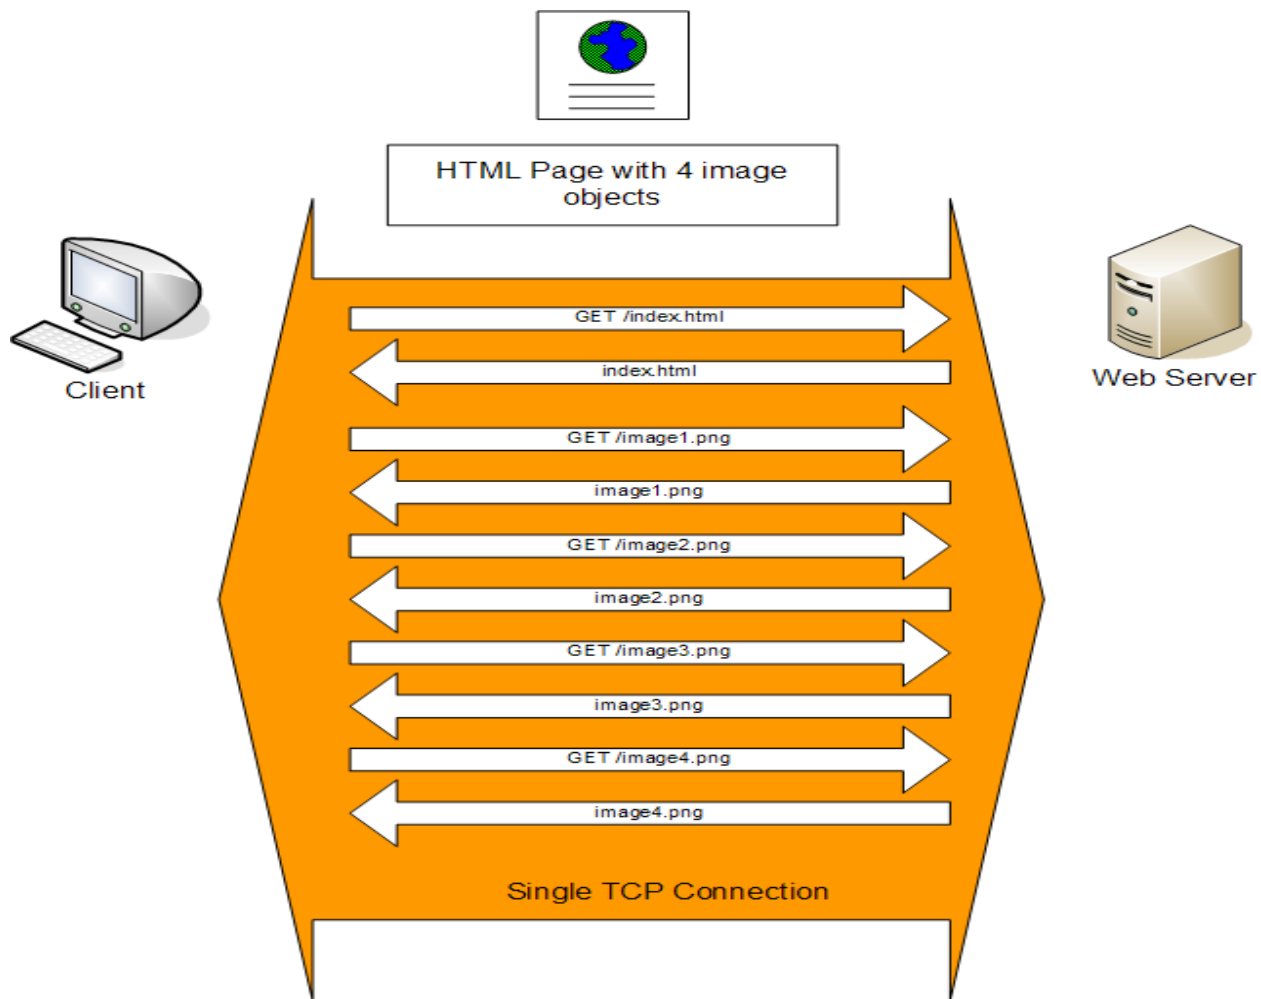 HTML Page with 4 image
objects
GET /index.html
index.html
Client
Web Server
GET /image1.png
image1.png
GET /image2.png
image2.png
GET /image3.png
image3.png
GET /image4.png
image4.png
Single TCP Connection